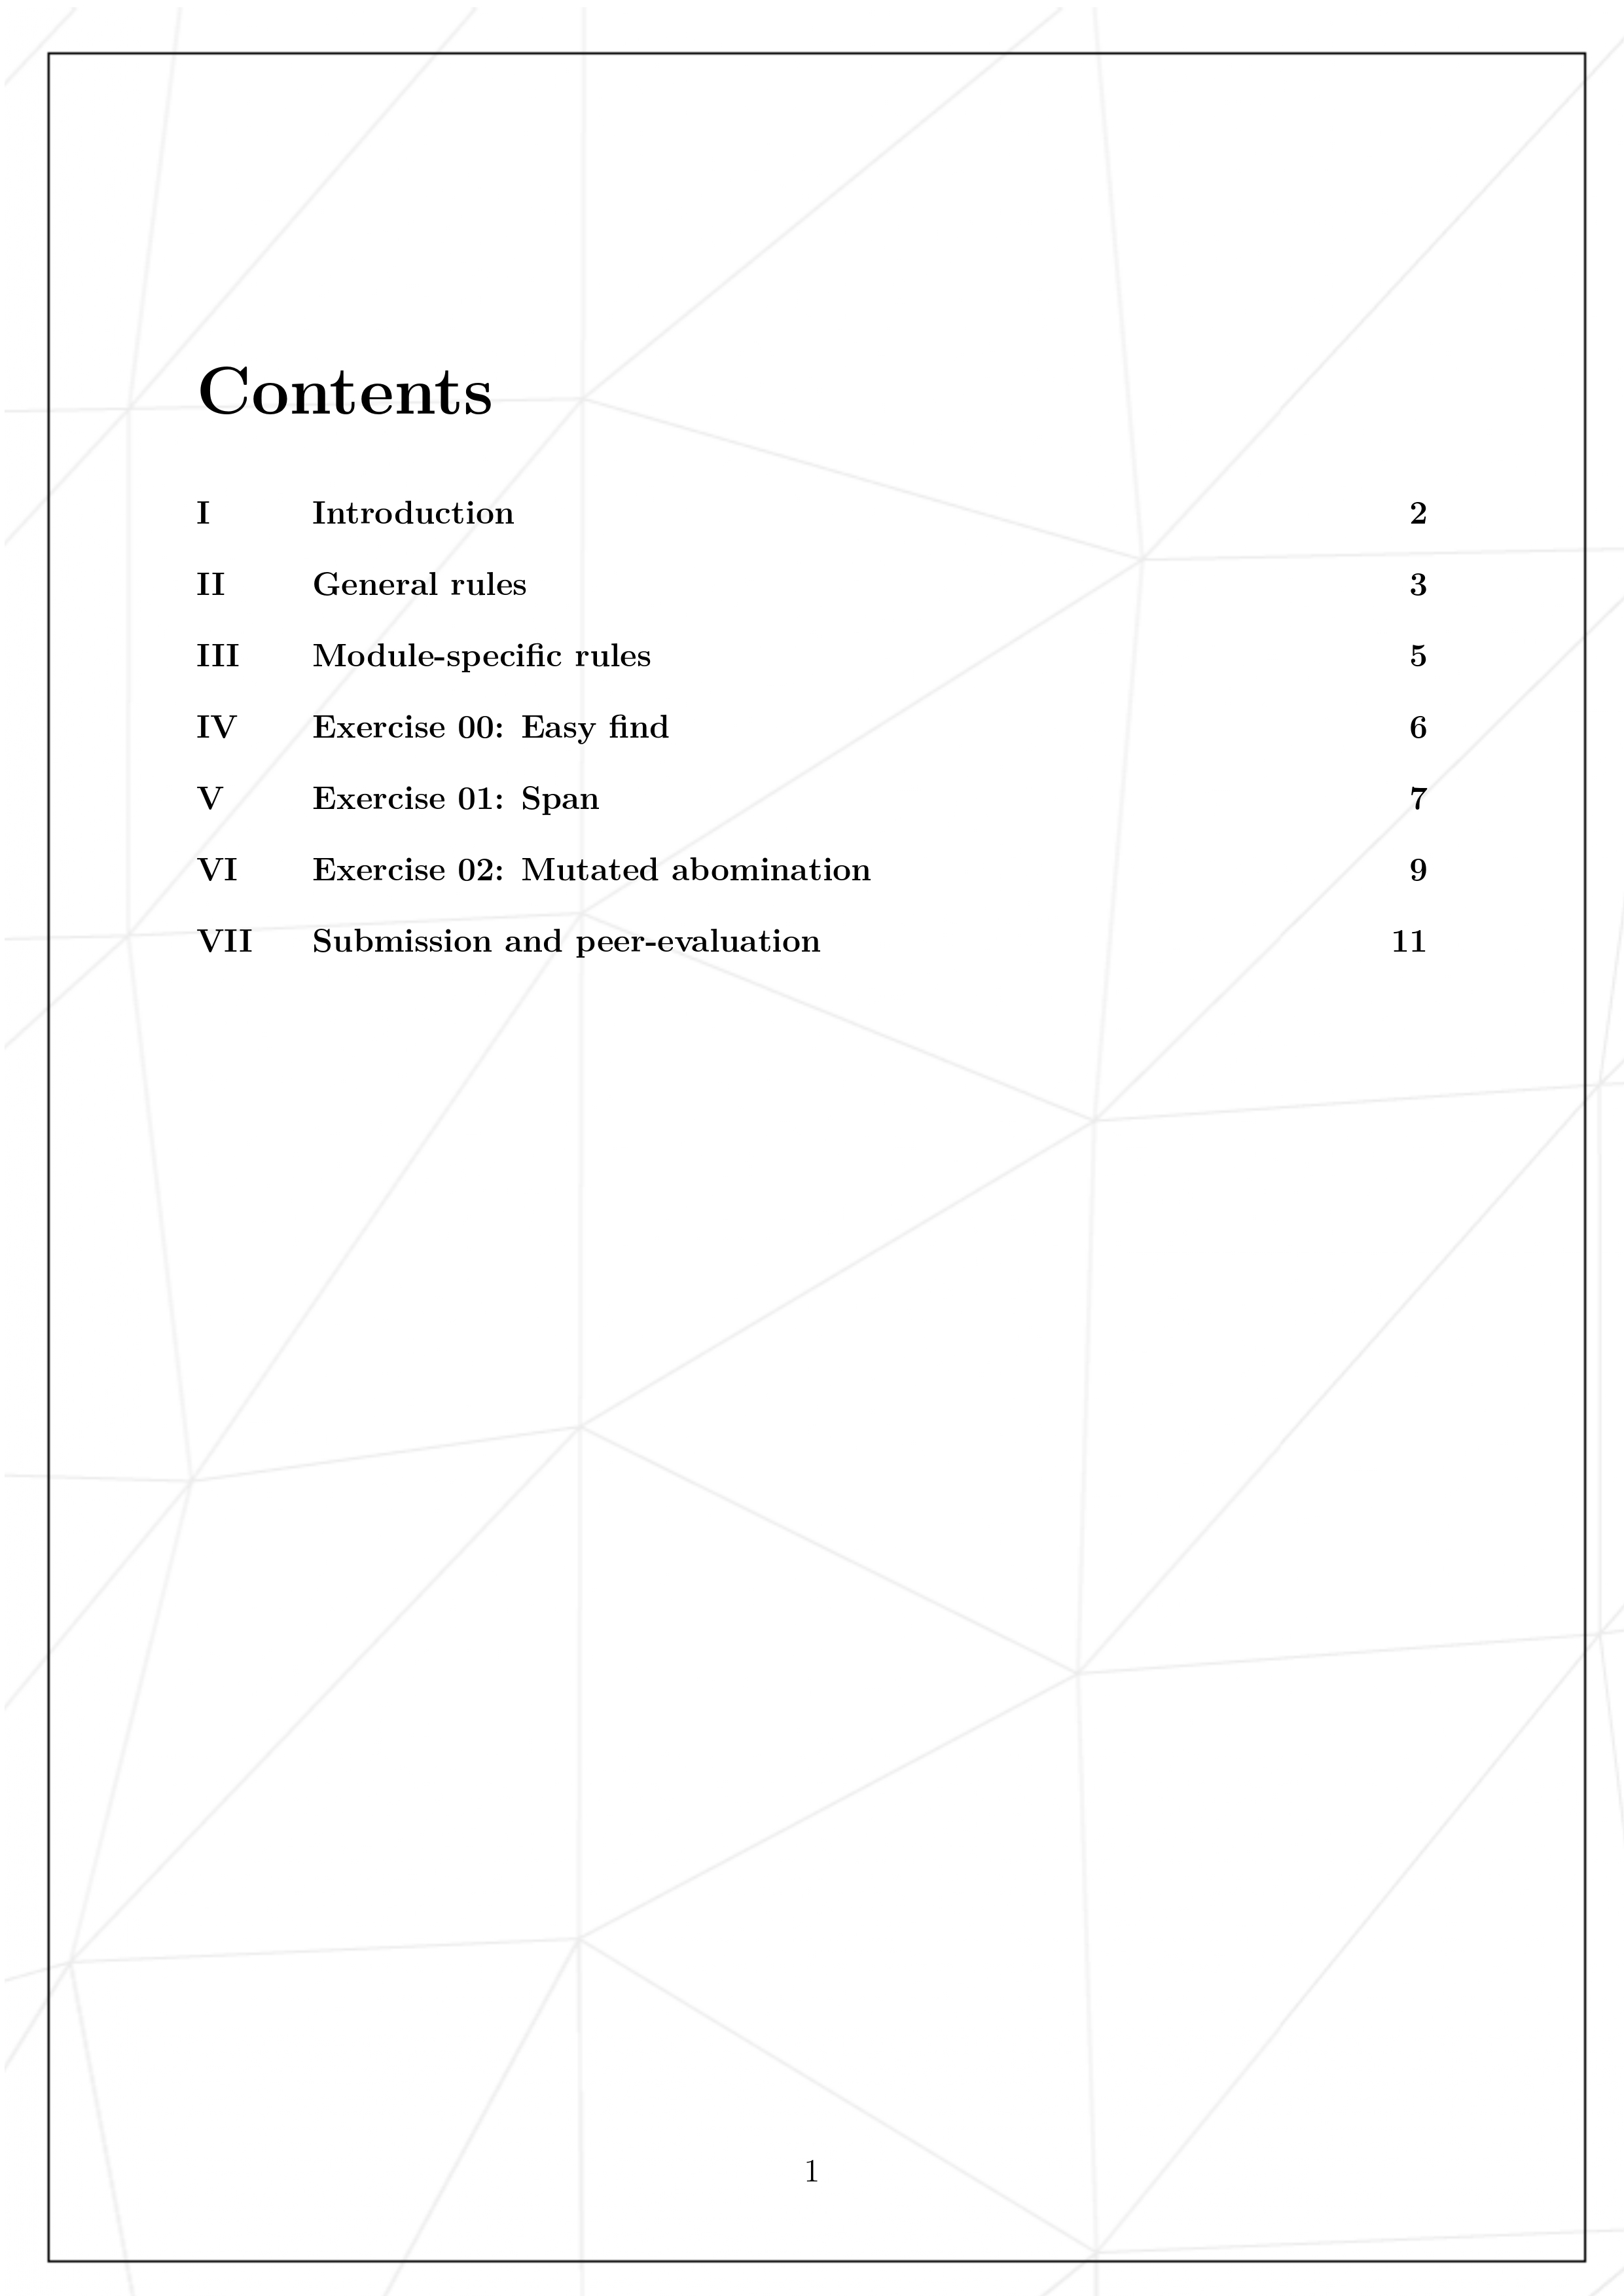 Contents
I Introduction 2
II General rules 3
III Module-specific rules 5
IV Exercise 00: Easy find 6
V Exercise 01: Span 7
VI Exercise 02: Mutated abomination 9
VII Submission and peer-evaluation 11
1